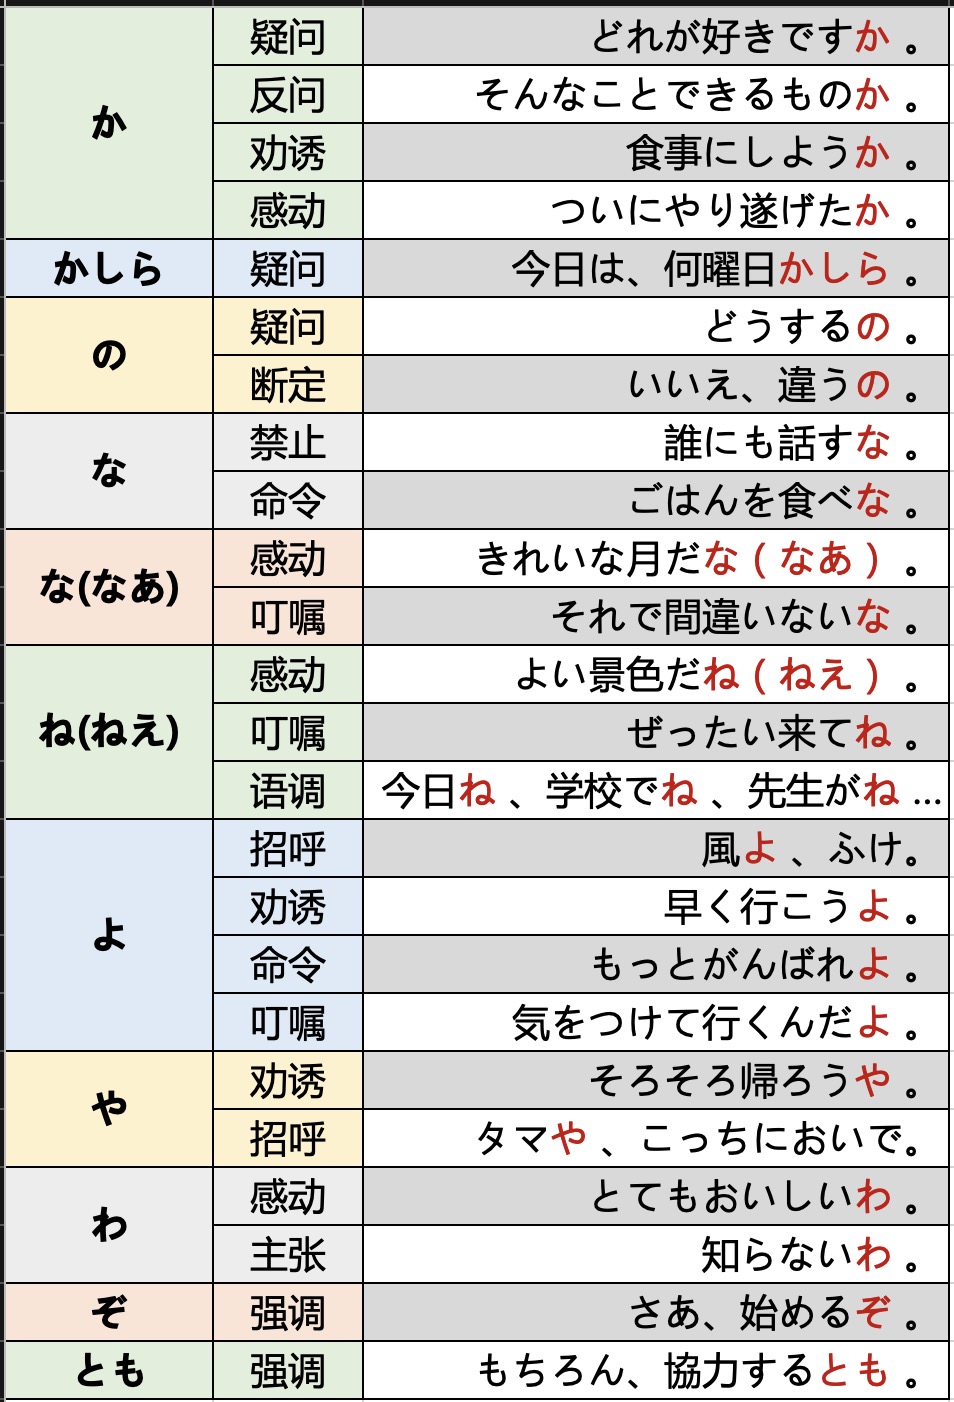 か
疑问 どれが好きですか 。
反问 そんなことできるものか 。
劝诱 食事にしようか 。
感动 ついにやり遂げたか 。
かしら 疑问 今日は、何曜日かしら 。
の
疑问 どうするの 。
断定 いいえ、違うの 。
な
禁止 誰にも話すな 。
命令 ごはんを食べな 。
な(なあ)
感动 きれいな月だな ( なあ ) 。
叮嘱 それで間違いないな 。
ね(ねえ)
感动 よい景色だね ( ねえ ) 。
叮嘱 ぜったい来てね 。
语调 今日ね 、学校でね 、先生がね ...
よ
招呼 風よ 、ふけ。
劝诱 早く行こうよ 。
命令 もっとがんばれよ 。
叮嘱 気をつけて行くんだよ 。
や
劝诱 そろそろ帰ろうや 。
招呼 タマや 、こっちにおいで。
わ
感动 とてもおいしいわ 。
主张 知らないわ 。
ぞ 强调 さあ、始めるぞ 。
とも 强调 もちろん、協力するとも 。